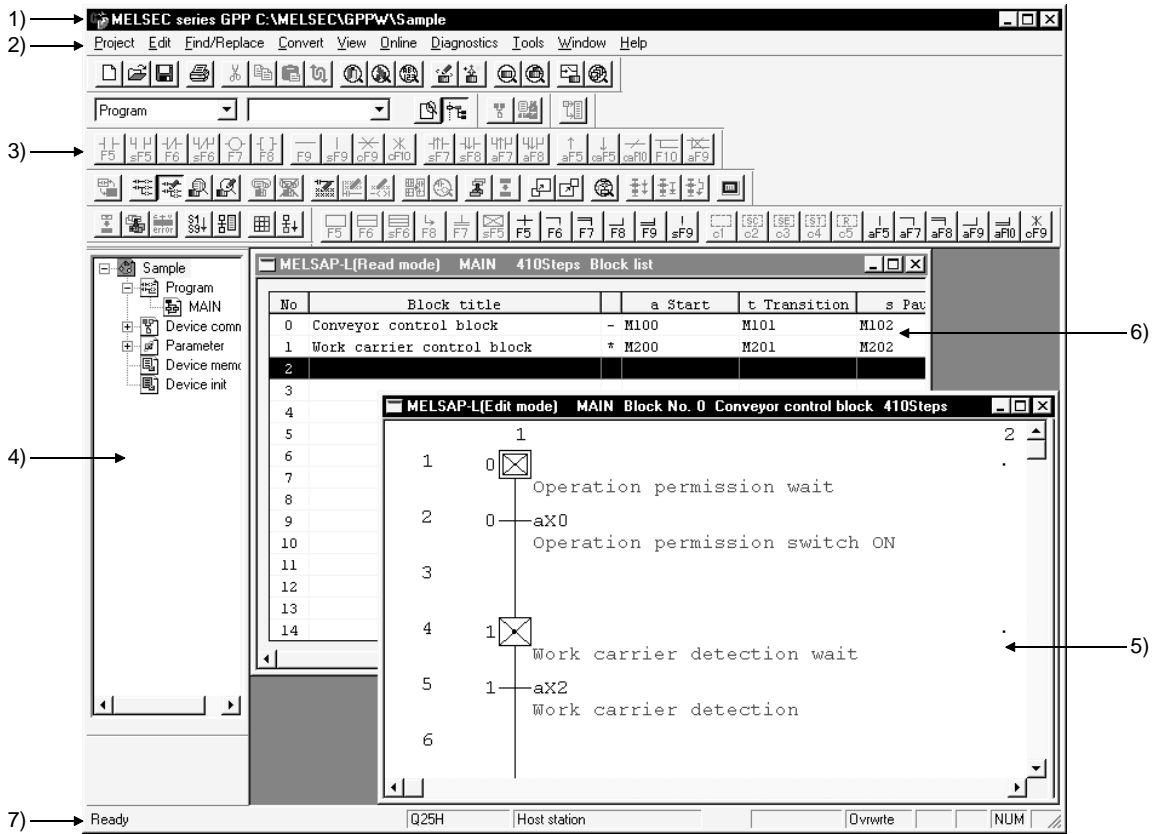 1) MELSEC series GPP C:\MELSEC\GPPW\Sample
2) Project Edit Find/Replace Convert View Online Diagnostics Tools Window Help
Program
3) F5 sF5 F6 sF6 F7 F8 F9 sF9 cF9 cF10 sF7 sF8 aF7 aF8 aF5 caF5 caF10 F10 aF9
error F5 F6 sF6 F8 F7 sF5 F5 F6 F7 F8 F9 sF9 c1 [SC] c2 [SE] c3 [ST] c4 [R] c5 aF5 aF7 aF8 aF9 aF10 cF9
4)
Sample
Program
MAIN
Device comm
Parameter
Device memo
Device init
MELSAP-L(Read mode) MAIN 410Steps Block list
No Block title a Start t Transition s Pau
0 Conveyor control block - M100 M101 M102
1 Work carrier control block * M200 M201 M202
2
3
4
5
6
7
8
9
10
11
12
13
14
6)
MELSAP-L(Edit mode) MAIN Block No. 0 Conveyor control block 410Steps
1 2
1 0
Operation permission wait
2 0 aX0
Operation permission switch ON
3
4 1
Work carrier detection wait
5 1 aX2
Work carrier detection
6
5)
7) Ready Q25H Host station Ovrwrte NUM